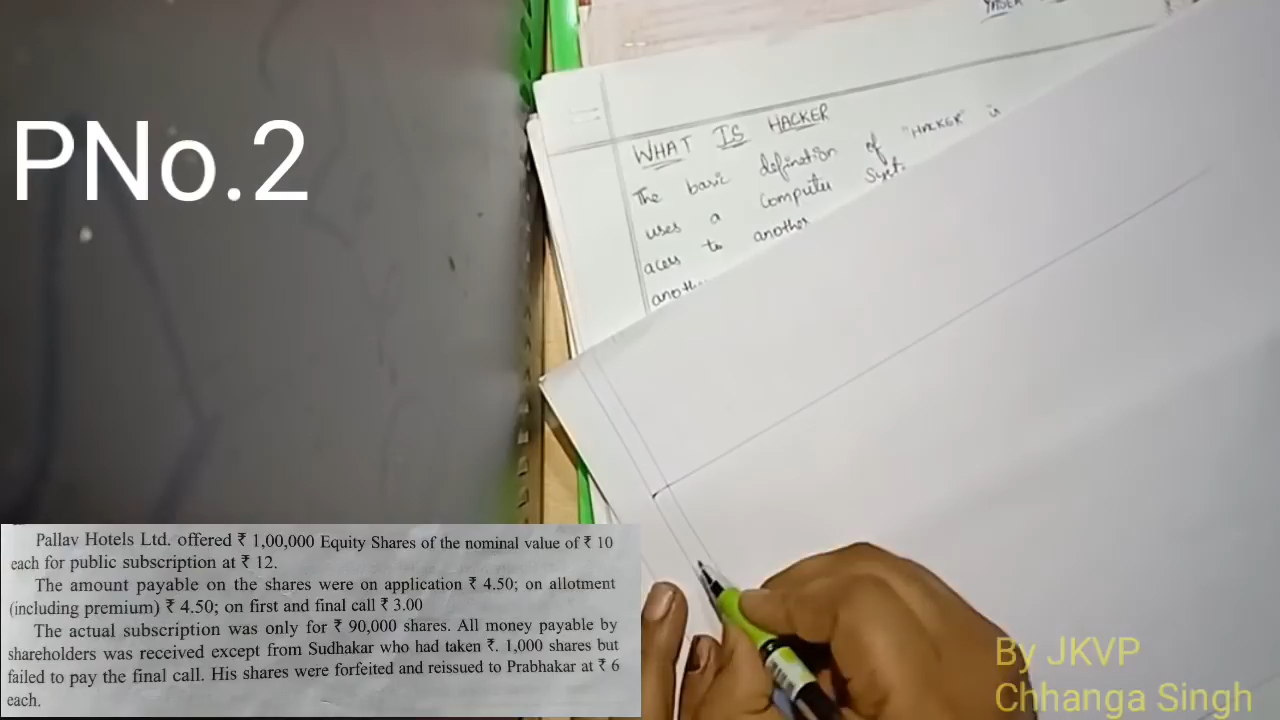 PNo.2
WHAT IS HACKER
The basic defination of "HACKER" is
uses a computer
acess to another
Pallav Hotels Ltd. offered ₹ 1,00,000 Equity Shares of the nominal value of ₹ 10
each for public subscription at ₹ 12.
The amount payable on the shares were on application ₹ 4.50; on allotment
(including premium) ₹ 4.50; on first and final call ₹ 3.00
The actual subscription was only for ₹ 90,000 shares. All money payable by
shareholders was received except from Sudhakar who had taken ₹. 1,000 shares but
failed to pay the final call. His shares were forfeited and reissued to Prabhakar at ₹ 6
each.
By JKVP
Chhanga Singh